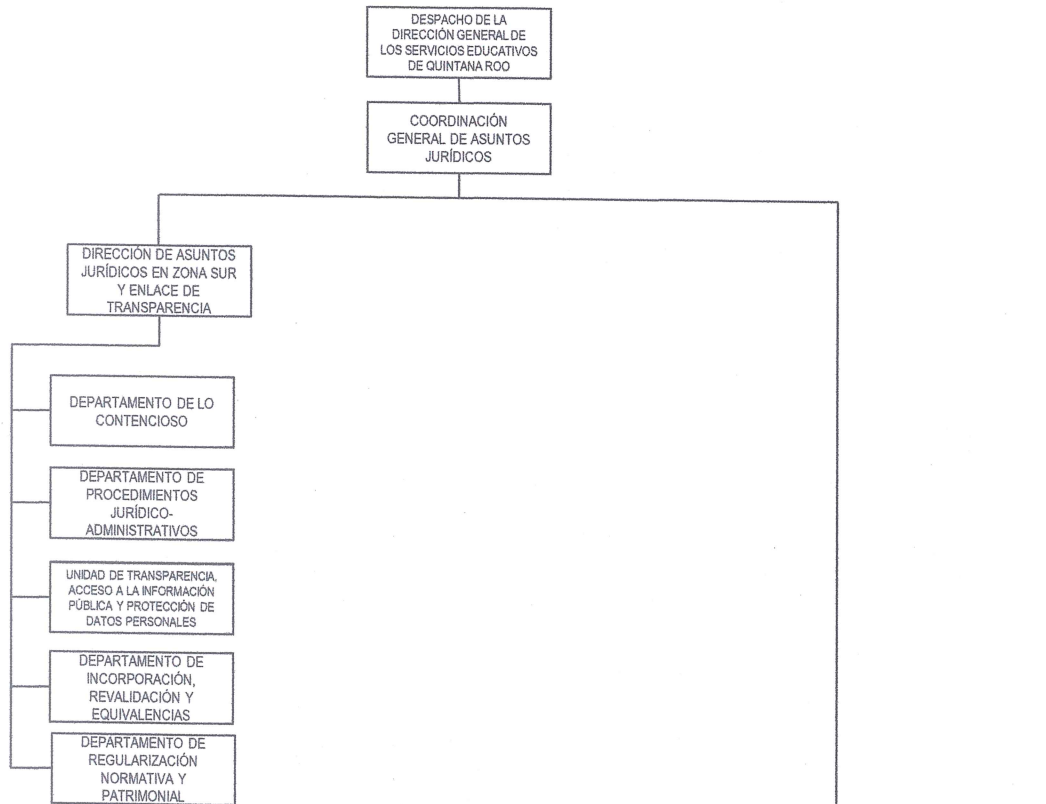 DESPACHO DE LA
DIRECCIÓN GENERAL DE
LOS SERVICIOS EDUCATIVOS
DE QUINTANA ROO
COORDINACIÓN
GENERAL DE ASUNTOS
JURÍDICOS
DIRECCIÓN DE ASUNTOS
JURÍDICOS EN ZONA SUR
Y ENLACE DE
TRANSPARENCIA
DEPARTAMENTO DE LO
CONTENCIOSO
DEPARTAMENTO DE
PROCEDIMIENTOS
JURÍDICO-
ADMINISTRATIVOS
UNIDAD DE TRANSPARENCIA,
ACCESO A LA INFORMACIÓN
PÚBLICA Y PROTECCIÓN DE
DATOS PERSONALES
DEPARTAMENTO DE
INCORPORACIÓN,
REVALIDACIÓN Y
EQUIVALENCIAS
DEPARTAMENTO DE
REGULARIZACIÓN
NORMATIVA Y
PATRIMONIAL